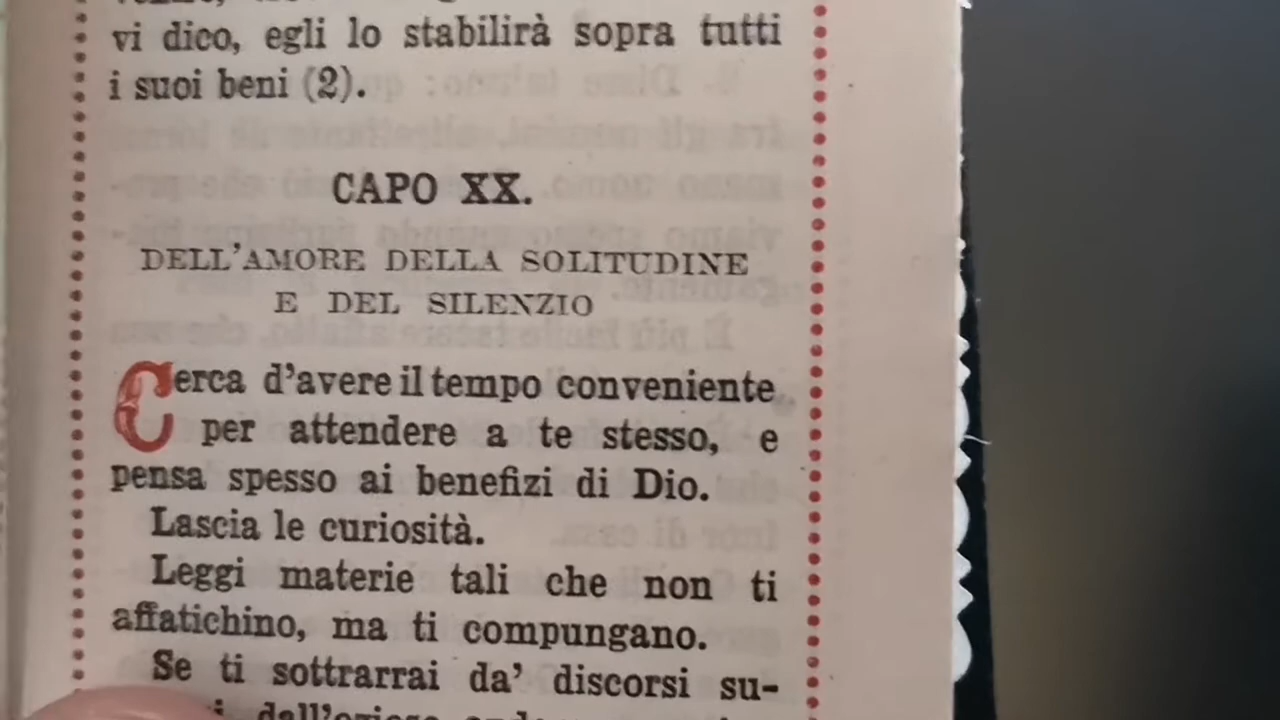 vi dico, egli lo stabilirà sopra tutti
i suoi beni (2).
CAPO XX.
DELL'AMORE DELLA SOLITUDINE
E DEL SILENZIO
Cerca d'avere il tempo conveniente
per attendere a te stesso, e
pensa spesso ai benefizi di Dio.
Lascia le curiosità.
Leggi materie tali che non ti
affatichino, ma ti compungano.
Se ti sottrarrai da' discorsi su-
dall'ozioso